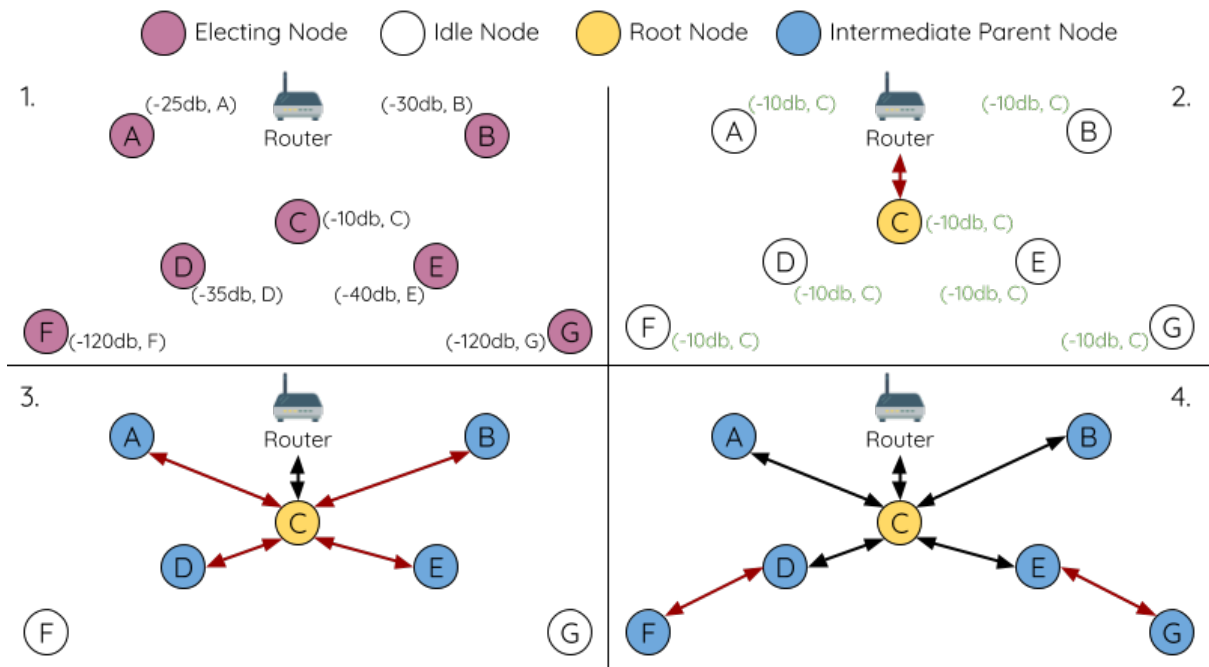 Electing Node Idle Node Root Node Intermediate Parent Node
1.
(-25db, A)
(-30db, B)
A
Router
B
C
(-10db, C)
D
E
(-35db, D)
(-40db, E)
F
(-120db, F)
(-120db, G)
G
2.
(-10db, C)
(-10db, C)
A
Router
B
C
(-10db, C)
D
E
(-10db, C)
(-10db, C)
F
(-10db, C)
(-10db, C)
G
3.
A
Router
B
C
D
E
F
G
4.
A
Router
B
C
D
E
F
G